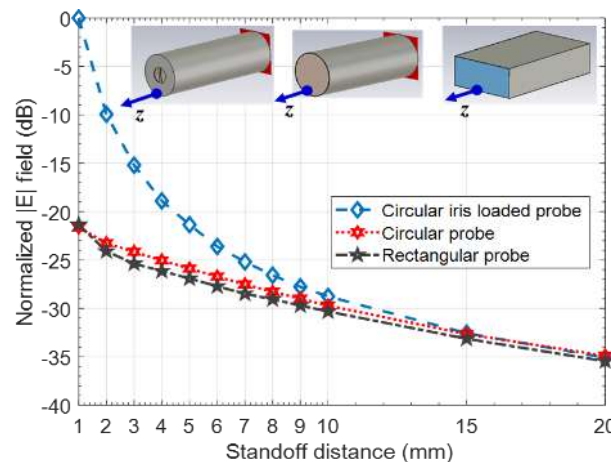 0
-5
-10
-15
-20
-25
-30
-35
-40
Normalized |E| field (dB)
z
z
z
Circular iris loaded probe
Circular probe
Rectangular probe
1 2 3 4 5 6 7 8 9 10 15 20
Standoff distance (mm)